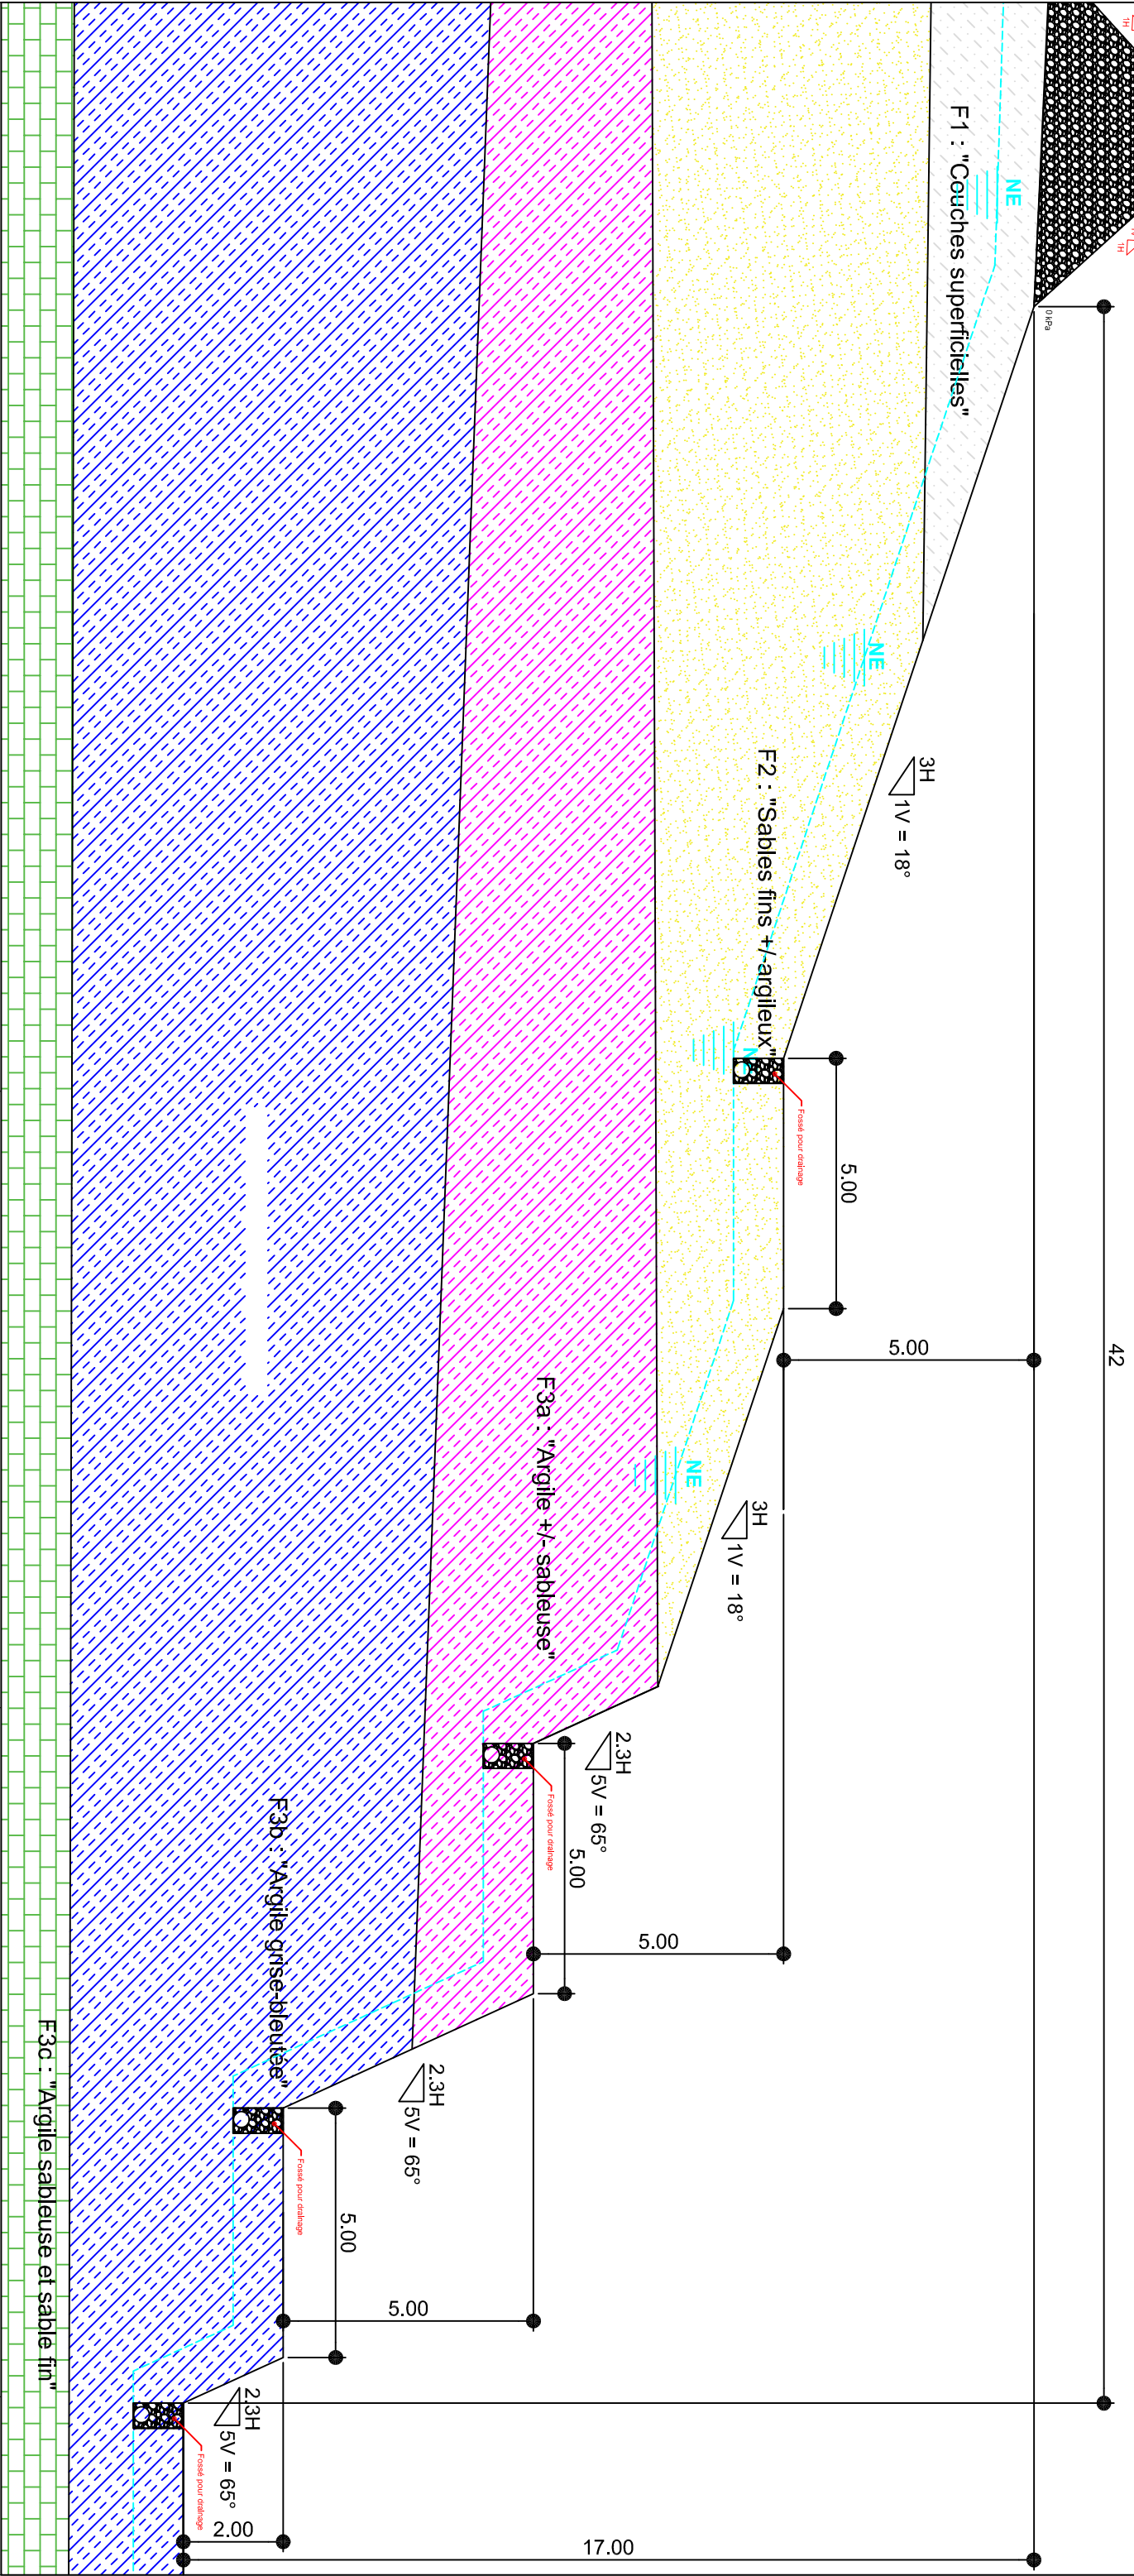 1H
1H
0 kPa
42
F1 : "Couches superficielles"
NE
NE
3H
1V = 18°
F2 : "Sables fins +/-argileux"
Fossé pour drainage
5.00
5.00
NE
3H
1V = 18°
F3a : "Argile +/- sableuse"
2.3H
5V = 65°
Fossé pour drainage
5.00
5.00
2.3H
5V = 65°
F3b : "Argile grise-bleutée"
Fossé pour drainage
5.00
5.00
2.3H
5V = 65°
Fossé pour drainage
2.00
17.00
F3c : "Argile sableuse et sable fin"